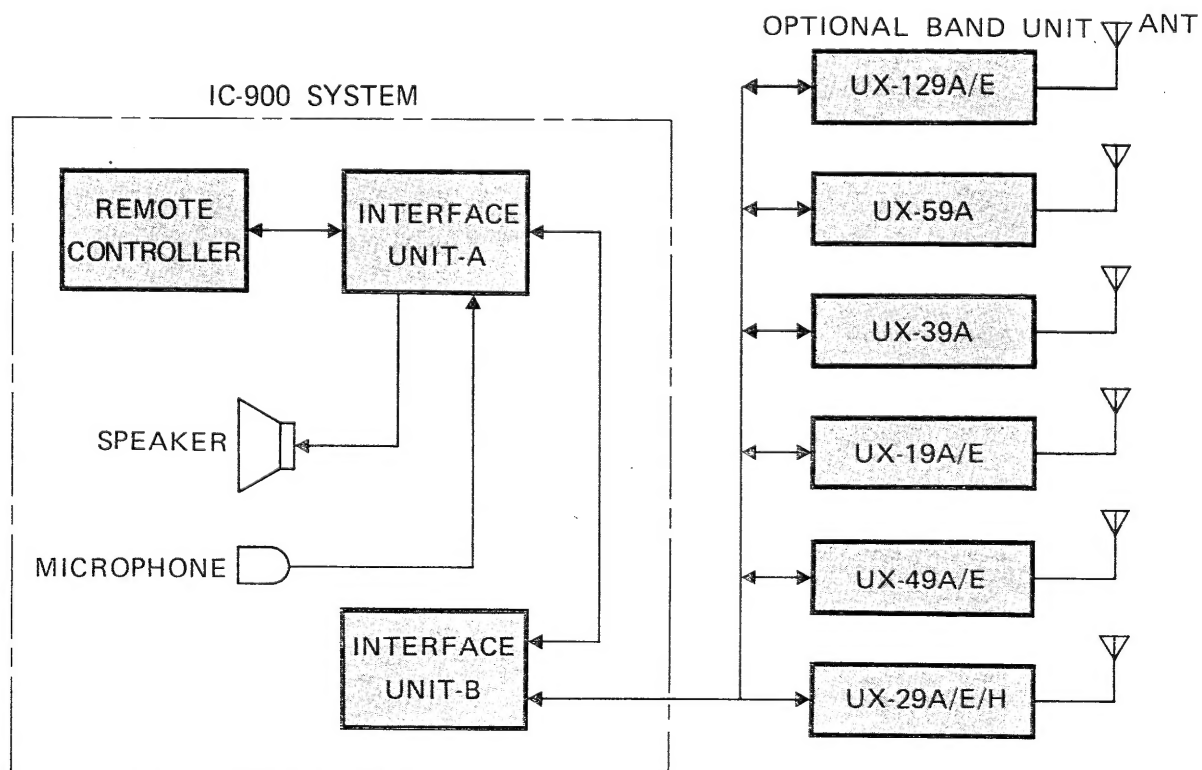 OPTIONAL BAND UNIT ANT
IC-900 SYSTEM
REMOTE
CONTROLLER
INTERFACE
UNIT-A
SPEAKER
MICROPHONE
INTERFACE
UNIT-B
UX-129A/E
UX-59A
UX-39A
UX-19A/E
UX-49A/E
UX-29A/E/H